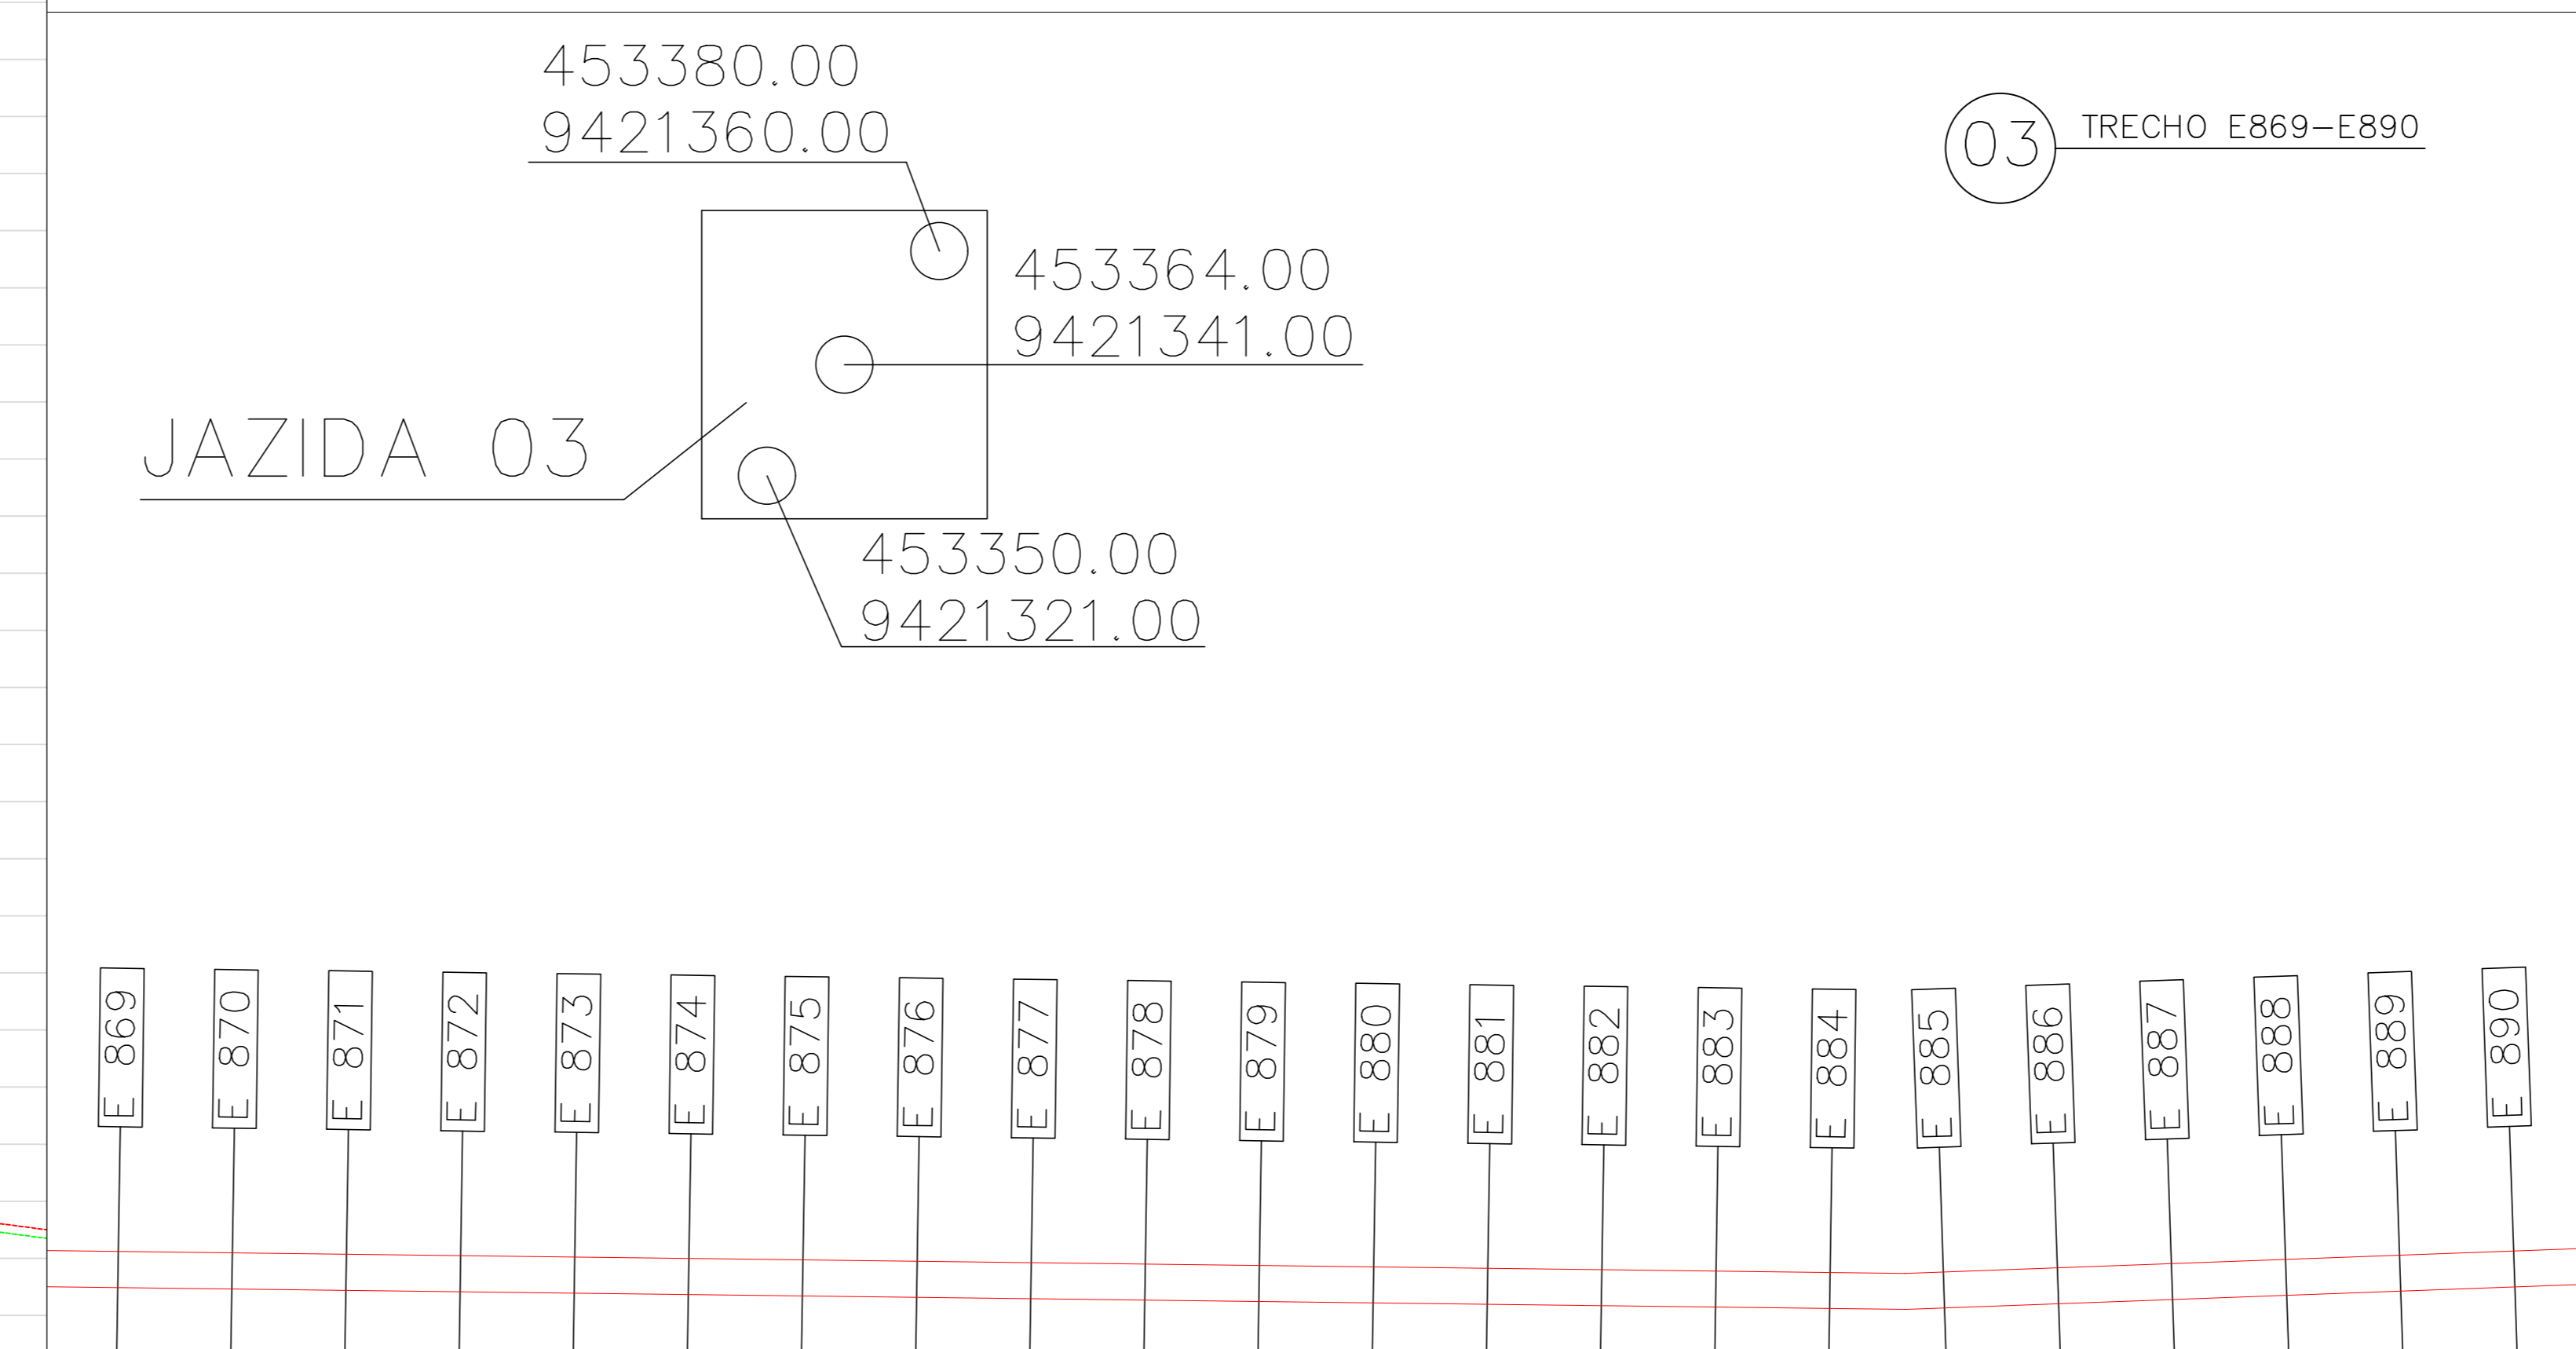 453380.00
9421360.00
03
TRECHO E869-E890
453364.00
9421341.00
JAZIDA 03
453350.00
9421321.00
E 869
E 870
E 871
E 872
E 873
E 874
E 875
E 876
E 877
E 878
E 879
E 880
E 881
E 882
E 883
E 884
E 885
E 886
E 887
E 888
E 889
E 890